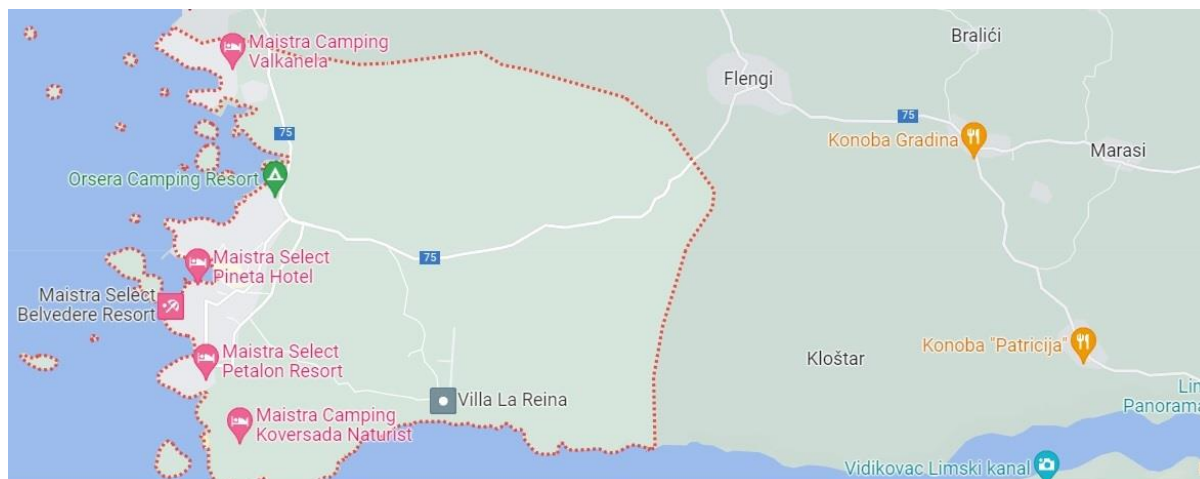 Maistra Camping
Valkanela
Bralići
Flengi
75
75
Konoba Gradina
Marasi
Orsera Camping Resort
75
Maistra Select
Pineta Hotel
Maistra Select
Belvedere Resort
Konoba "Patricija"
Kloštar
Maistra Select
Petalon Resort
Villa La Reina
Panorama
Maistra Camping
Koversada Naturist
Vidikovac Limski kanal